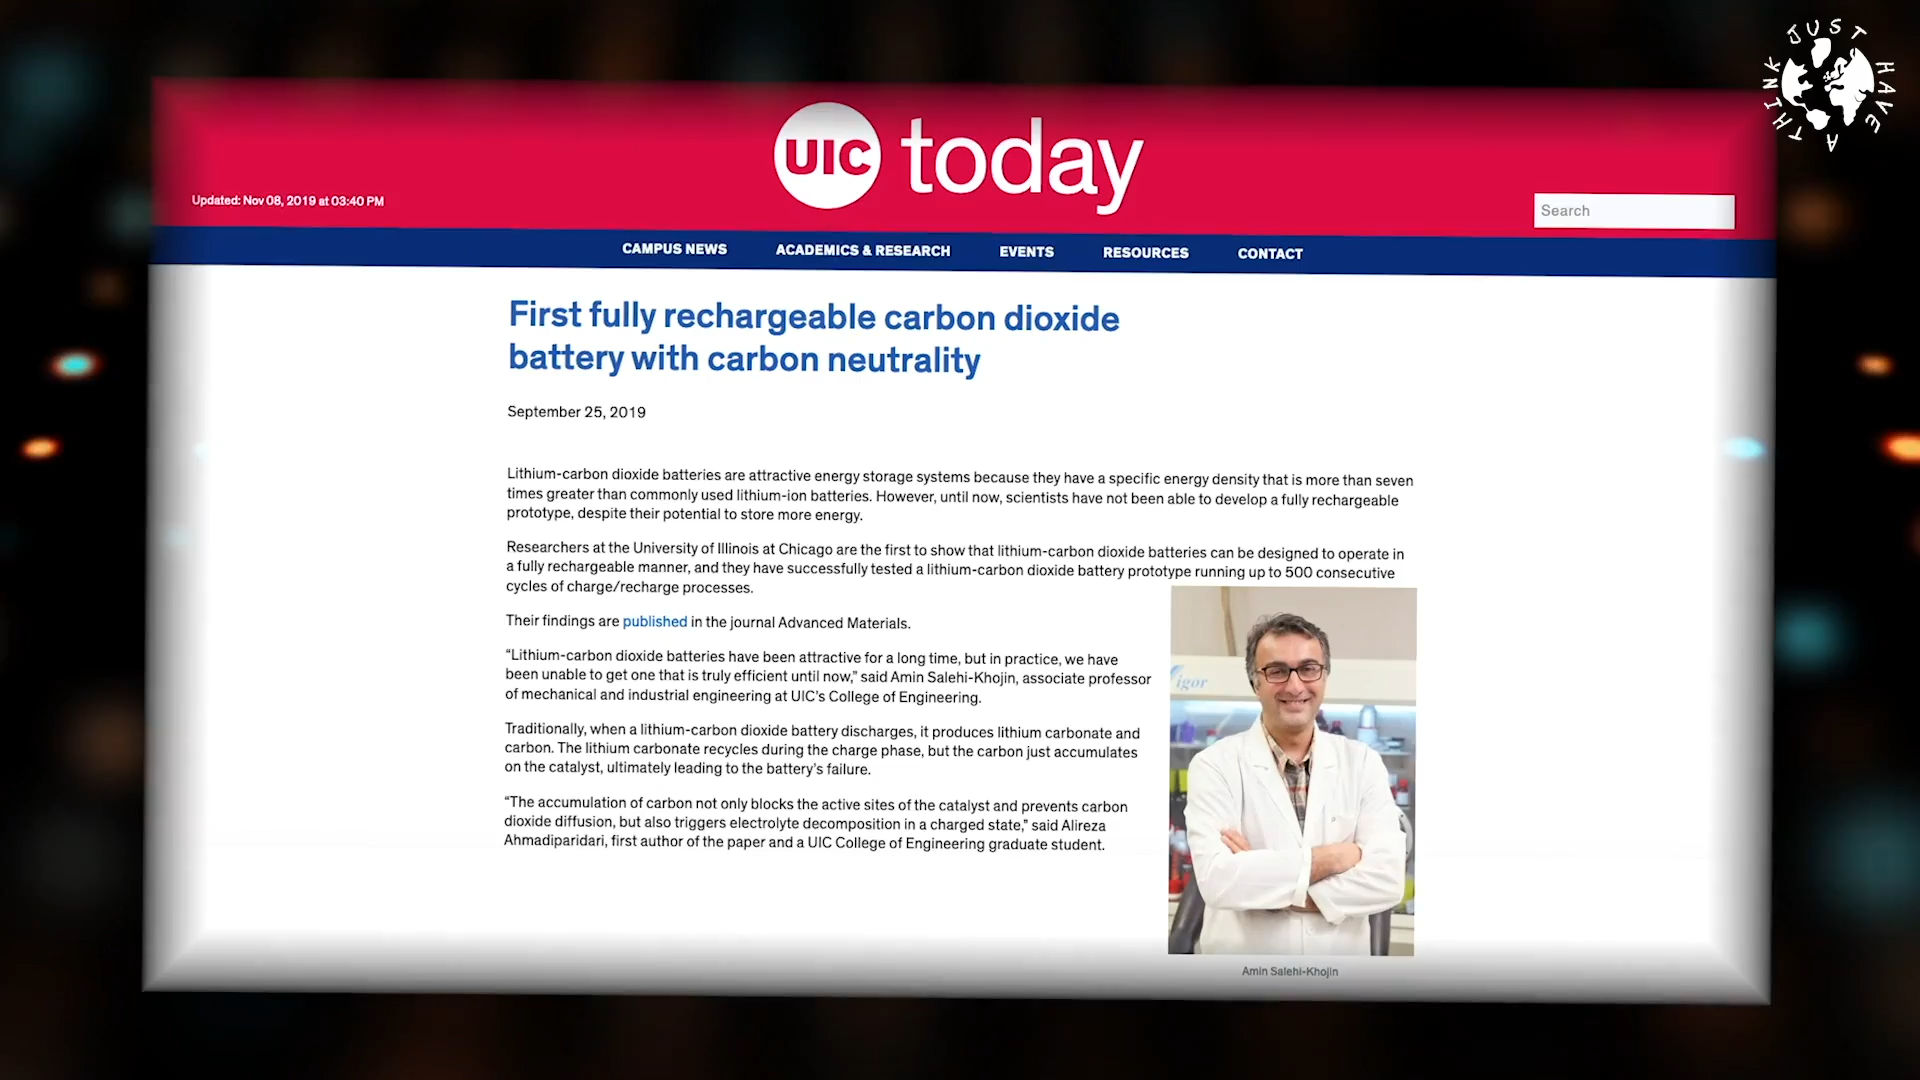 JUST HAVE A THINK
UIC today
Updated: Nov 08, 2019 at 03:40 PM
Search
CAMPUS NEWS ACADEMICS & RESEARCH EVENTS RESOURCES CONTACT
First fully rechargeable carbon dioxide
battery with carbon neutrality
September 25, 2019
Lithium-carbon dioxide batteries are attractive energy storage systems because they have a specific energy density that is more than seven
times greater than commonly used lithium-ion batteries. However, until now, scientists have not been able to develop a fully rechargeable
prototype, despite their potential to store more energy.
Researchers at the University of Illinois at Chicago are the first to show that lithium-carbon dioxide batteries can be designed to operate in
a fully rechargeable manner, and they have successfully tested a lithium-carbon dioxide battery prototype running up to 500 consecutive
cycles of charge/recharge processes.
Their findings are published in the journal Advanced Materials.
“Lithium-carbon dioxide batteries have been attractive for a long time, but in practice, we have
been unable to get one that is truly efficient until now,” said Amin Salehi-Khojin, associate professor
of mechanical and industrial engineering at UIC’s College of Engineering.
Traditionally, when a lithium-carbon dioxide battery discharges, it produces lithium carbonate and
carbon. The lithium carbonate recycles during the charge phase, but the carbon just accumulates
on the catalyst, ultimately leading to the battery’s failure.
“The accumulation of carbon not only blocks the active sites of the catalyst and prevents carbon
dioxide diffusion, but also triggers electrolyte decomposition in a charged state,” said Alireza
Ahmadiparidari, first author of the paper and a UIC College of Engineering graduate student.
igor
Amin Salehi-Khojin